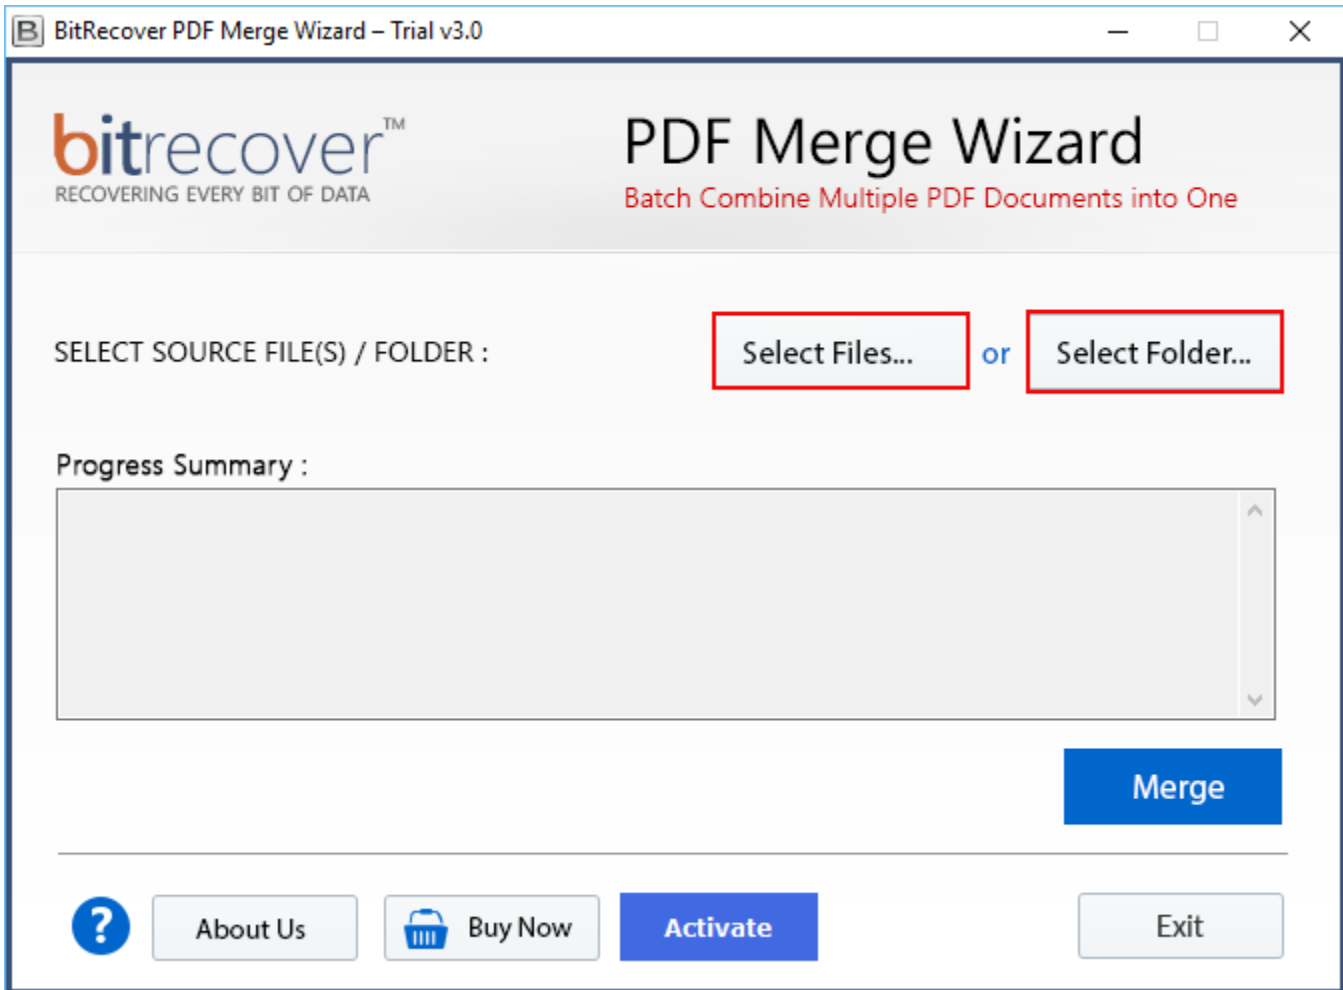 B BitRecover PDF Merge Wizard – Trial v3.0
bitrecover™
RECOVERING EVERY BIT OF DATA
PDF Merge Wizard
Batch Combine Multiple PDF Documents into One
SELECT SOURCE FILE(S) / FOLDER : Select Files... or Select Folder...
Progress Summary :
Merge
? About Us Buy Now Activate Exit